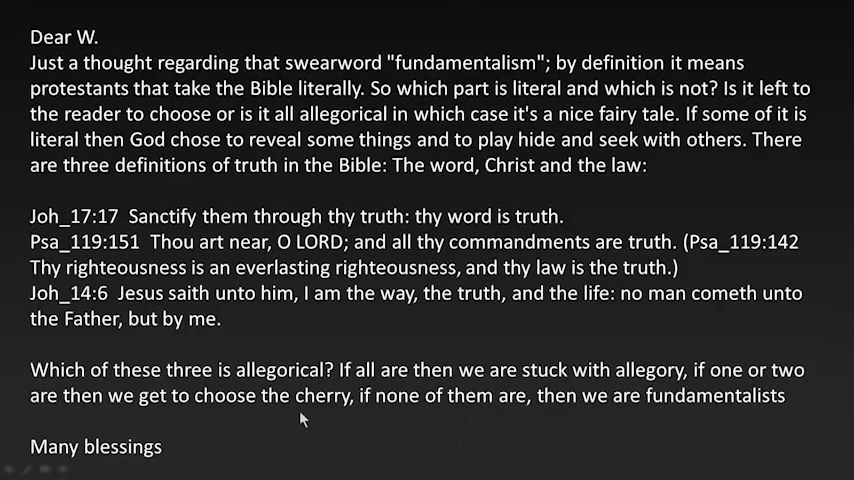 Dear W.
Just a thought regarding that swearword "fundamentalism"; by definition it means
protestants that take the Bible literally. So which part is literal and which is not? Is it left to
the reader to choose or is it all allegorical in which case it's a nice fairy tale. If some of it is
literal then God chose to reveal some things and to play hide and seek with others. There
are three definitions of truth in the Bible: The word, Christ and the law:
Joh_17:17 Sanctify them through thy truth: thy word is truth.
Psa_119:151 Thou art near, O LORD; and all thy commandments are truth. (Psa_119:142
Thy righteousness is an everlasting righteousness, and thy law is the truth.)
Joh_14:6 Jesus saith unto him, I am the way, the truth, and the life: no man cometh unto
the Father, but by me.
Which of these three is allegorical? If all are then we are stuck with allegory, if one or two
are then we get to choose the cherry, if none of them are, then we are fundamentalists
Many blessings